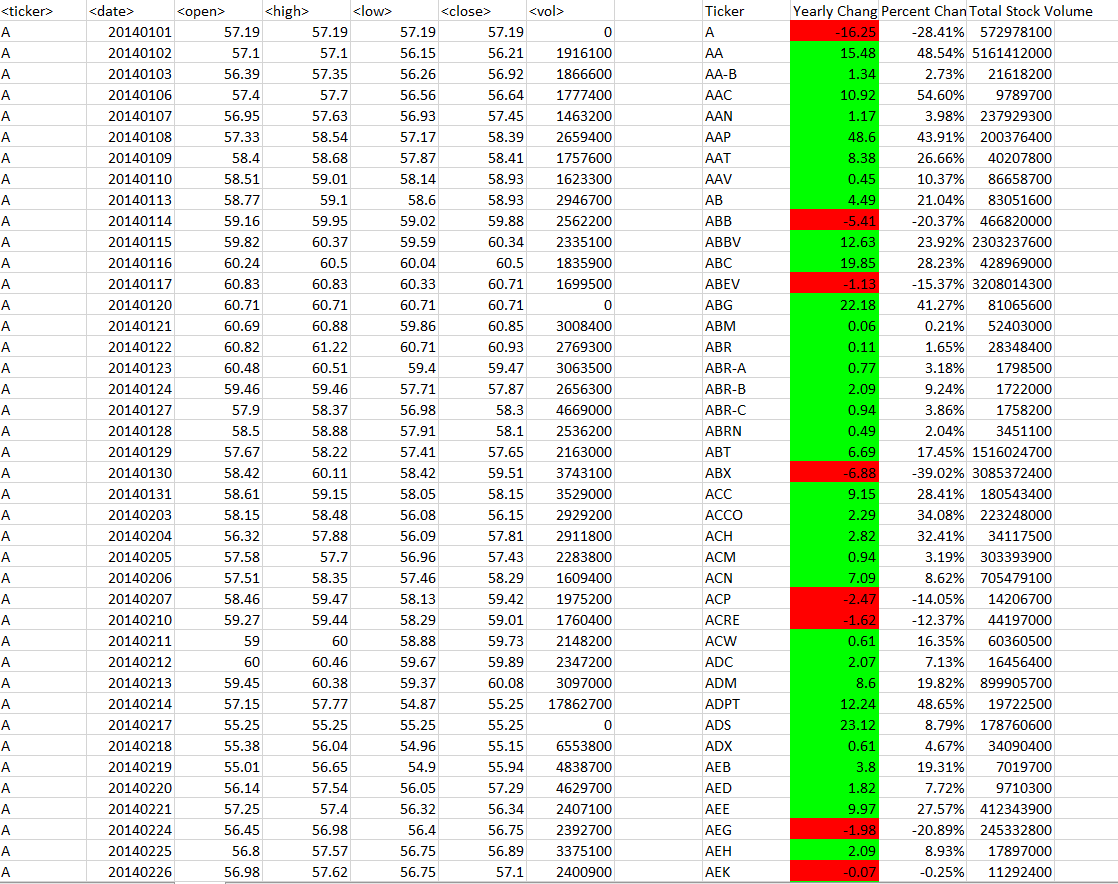 <ticker> <date> <open> <high> <low> <close> <vol> Ticker Yearly Chang Percent Chan Total Stock Volume
A 20140101 57.19 57.19 57.19 57.19 0 A -16.25 -28.41% 572978100
A 20140102 57.1 57.1 56.15 56.21 1916100 AA 15.48 48.54% 5161412000
A 20140103 56.39 57.35 56.26 56.92 1866600 AA-B 1.34 2.73% 21618200
A 20140106 57.4 57.7 56.56 56.64 1777400 AAC 10.92 54.60% 9789700
A 20140107 56.95 57.63 56.93 57.45 1463200 AAN 1.17 3.98% 237929300
A 20140108 57.33 58.54 57.17 58.39 2659400 AAP 48.6 43.91% 200376400
A 20140109 58.4 58.68 57.87 58.41 1757600 AAT 8.38 26.66% 40207800
A 20140110 58.51 59.01 58.14 58.93 1623300 AAV 0.45 10.37% 86658700
A 20140113 58.77 59.1 58.6 58.93 2946700 AB 4.49 21.04% 83051600
A 20140114 59.16 59.95 59.02 59.88 2562200 ABB -5.41 -20.37% 466820000
A 20140115 59.82 60.37 59.59 60.34 2335100 ABBV 12.63 23.92% 2303237600
A 20140116 60.24 60.5 60.04 60.5 1835900 ABC 19.85 28.23% 428969000
A 20140117 60.83 60.83 60.33 60.71 1699500 ABEV -1.13 -15.37% 3208014300
A 20140120 60.71 60.71 60.71 60.71 0 ABG 22.18 41.27% 81065600
A 20140121 60.69 60.88 59.86 60.85 3008400 ABM 0.06 0.21% 52403000
A 20140122 60.82 61.22 60.71 60.93 2769300 ABR 0.11 1.65% 28348400
A 20140123 60.48 60.51 59.4 59.47 3063500 ABR-A 0.77 3.18% 1798500
A 20140124 59.46 59.46 57.71 57.87 2656300 ABR-B 2.09 9.24% 1722000
A 20140127 57.9 58.37 56.98 58.3 4669000 ABR-C 0.94 3.86% 1758200
A 20140128 58.5 58.88 57.91 58.1 2536200 ABRN 0.49 2.04% 3451100
A 20140129 57.67 58.22 57.41 57.65 2163000 ABT 6.69 17.45% 1516024700
A 20140130 58.42 60.11 58.42 59.51 3743100 ABX -6.88 -39.02% 3085372400
A 20140131 58.61 59.15 58.05 58.15 3529000 ACC 9.15 28.41% 180543400
A 20140203 58.15 58.48 56.08 56.15 2929200 ACCO 2.29 34.08% 223248000
A 20140204 56.32 57.88 56.09 57.81 2911800 ACH 2.82 32.41% 34117500
A 20140205 57.58 57.7 56.96 57.43 2283800 ACM 0.94 3.19% 303393900
A 20140206 57.51 58.35 57.46 58.29 1609400 ACN 7.09 8.62% 705479100
A 20140207 58.46 59.47 58.13 59.42 1975200 ACP -2.47 -14.05% 14206700
A 20140210 59.27 59.44 58.29 59.01 1760400 ACRE -1.62 -12.37% 44197000
A 20140211 59 60 58.88 59.73 2148200 ACW 0.61 16.35% 60360500
A 20140212 60 60.46 59.67 59.89 2347200 ADC 2.07 7.13% 16456400
A 20140213 59.45 60.38 59.37 60.08 3097000 ADM 8.6 19.82% 899905700
A 20140214 57.15 57.77 54.87 55.25 17862700 ADPT 12.24 48.65% 19722500
A 20140217 55.25 55.25 55.25 55.25 0 ADS 23.12 8.79% 178760600
A 20140218 55.38 56.04 54.96 55.15 6553800 ADX 0.61 4.67% 34090400
A 20140219 55.01 56.65 54.9 55.94 4838700 AEB 3.8 19.31% 7019700
A 20140220 56.14 57.54 56.05 57.29 4629700 AED 1.82 7.72% 9710300
A 20140221 57.25 57.4 56.32 56.34 2407100 AEE 9.97 27.57% 412343900
A 20140224 56.45 56.98 56.4 56.75 2392700 AEG -1.98 -20.89% 245332800
A 20140225 56.8 57.57 56.75 56.89 3375100 AEH 2.09 8.93% 17897000
A 20140226 56.98 57.62 56.75 57.1 2400900 AEK -0.07 -0.25% 11292400